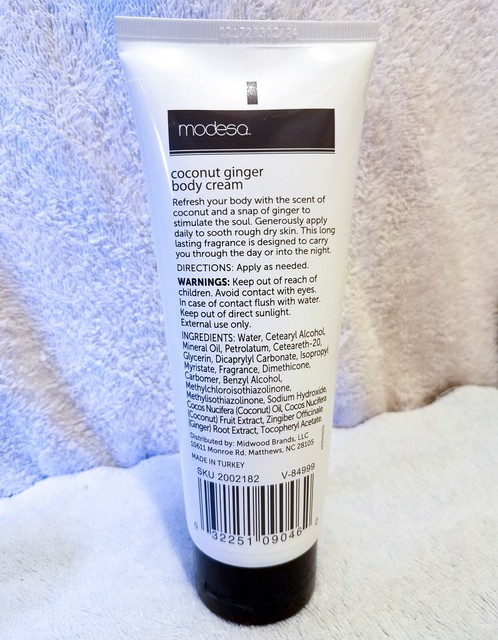 modesa™
coconut ginger
body cream
Refresh your body with the scent of
coconut and a snap of ginger to
stimulate the soul. Generously apply
daily to sooth rough dry skin. This long
lasting fragrance is designed to carry
you through the day or into the night.
DIRECTIONS: Apply as needed.
WARNINGS: Keep out of reach of
children. Avoid contact with eyes.
In case of contact flush with water.
Keep out of direct sunlight.
External use only.
INGREDIENTS: Water, Cetearyl Alcohol,
Mineral Oil, Petrolatum, Ceteareth-20,
Glycerin, Dicaprylyl Carbonate, Isopropyl
Myristate, Fragrance, Dimethicone,
Carbomer, Benzyl Alcohol,
Methylchloroisothiazolinone,
Methylisothiazolinone, Sodium Hydroxide,
Cocos Nucifera (Coconut) Oil, Cocos Nucifera
(Coconut) Fruit Extract, Zingiber Officinale
(Ginger) Root Extract, Tocopheryl Acetate.
Distributed by: Midwood Brands, LLC
10611 Monroe Rd. Matthews, NC 28105
MADE IN TURKEY
SKU 2002182 V-84999
0 32251 09046 0